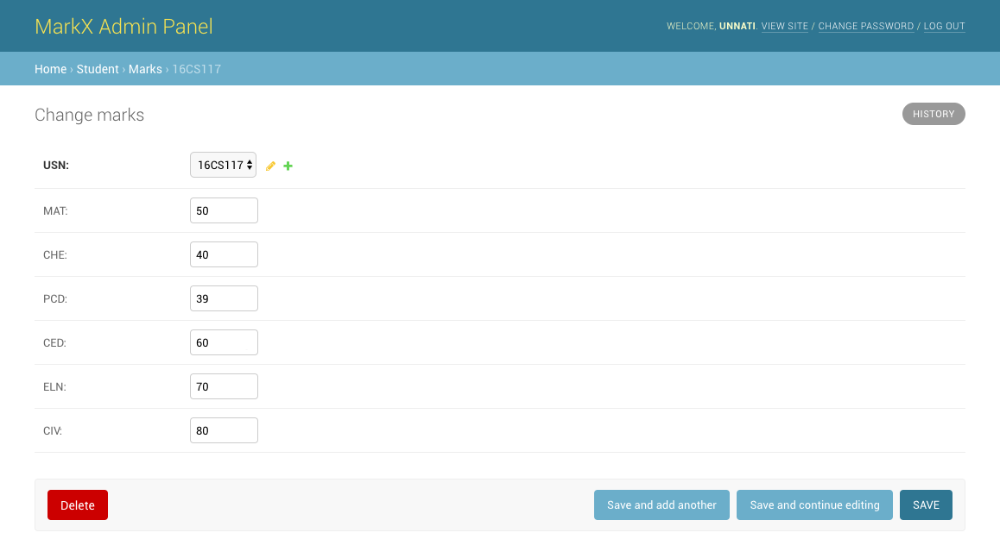 MarkX Admin Panel
WELCOME, UNNATI. VIEW SITE / CHANGE PASSWORD / LOG OUT
Home › Student › Marks › 16CS117
Change marks
HISTORY
USN: 16CS117
MAT: 50
CHE: 40
PCD: 39
CED: 60
ELN: 70
CIV: 80
Delete
Save and add another
Save and continue editing
SAVE